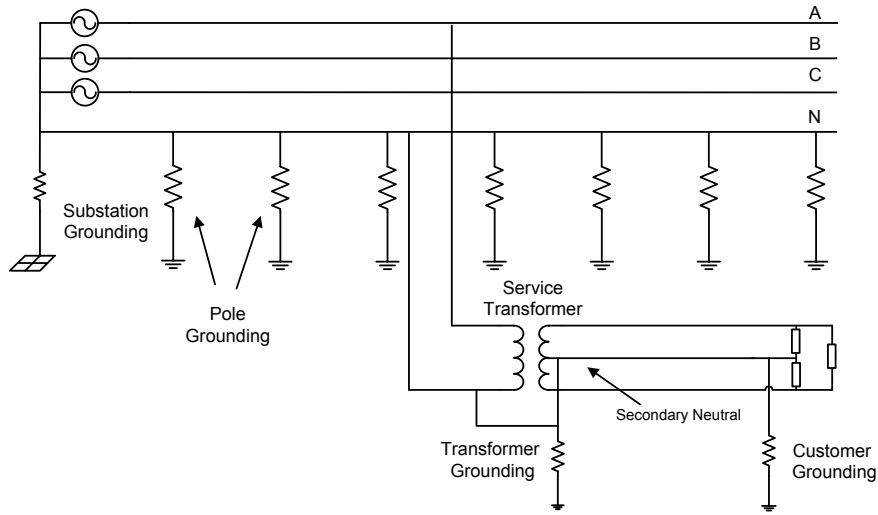 A
B
C
N
Substation
Grounding
Pole
Grounding
Service
Transformer
Secondary Neutral
Transformer
Grounding
Customer
Grounding